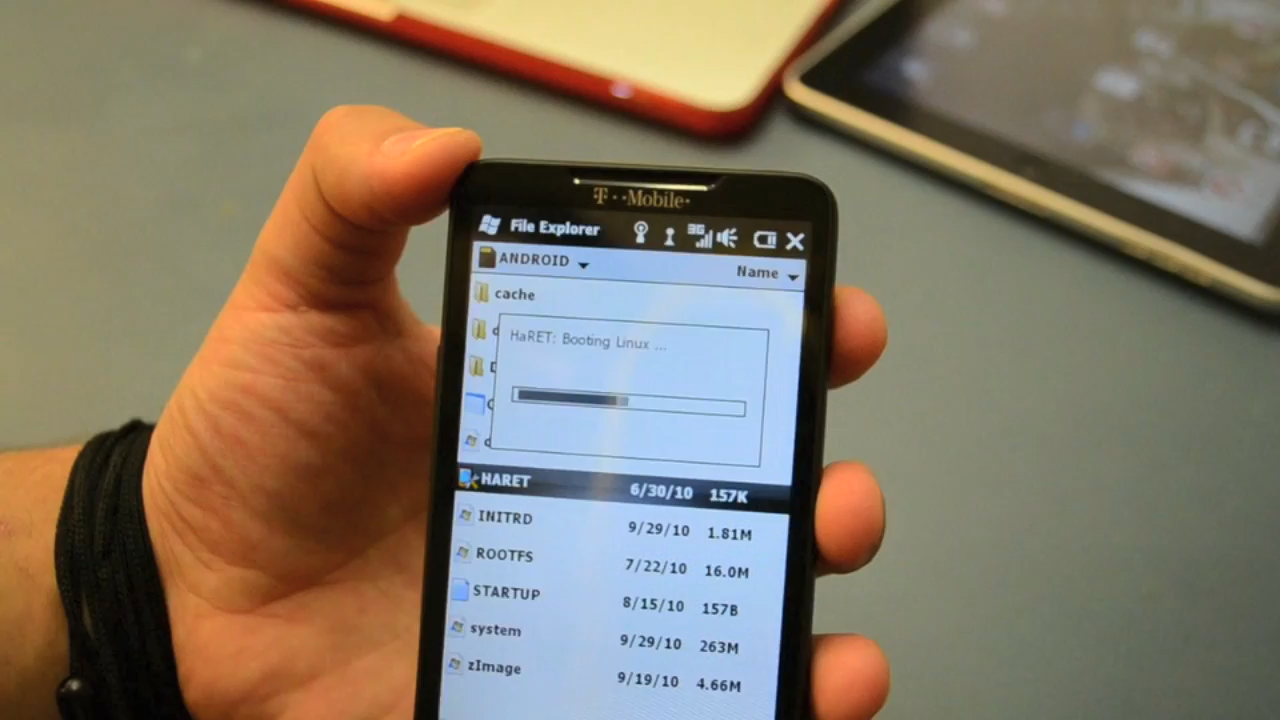 T··Mobile·
File Explorer 3G
ANDROID Name
cache
HaRET: Booting Linux ...
HARET 6/30/10 157K
INITRD 9/29/10 1.81M
ROOTFS 7/22/10 16.0M
STARTUP 8/15/10 157B
system 9/29/10 263M
zImage 9/19/10 4.66M